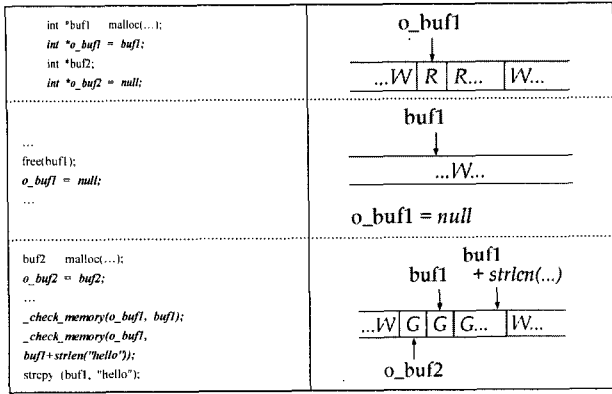 int *buf1 malloc(…);
int *o_buf1 = buf1;
int *buf2;
int *o_buf2 = null;
o_buf1
...W R R... W...
...
free(buf1);
o_buf1 = null;
...
buf1
...W...
o_buf1 = null
buf2 malloc(…);
o_buf2 = buf2;
...
_check_memory(o_buf1, buf1);
_check_memory(o_buf1,
buf1+strlen("hello"));
strcpy (buf1, "hello");
buf1
buf1 + strlen(...)
...W G G G... W...
o_buf2